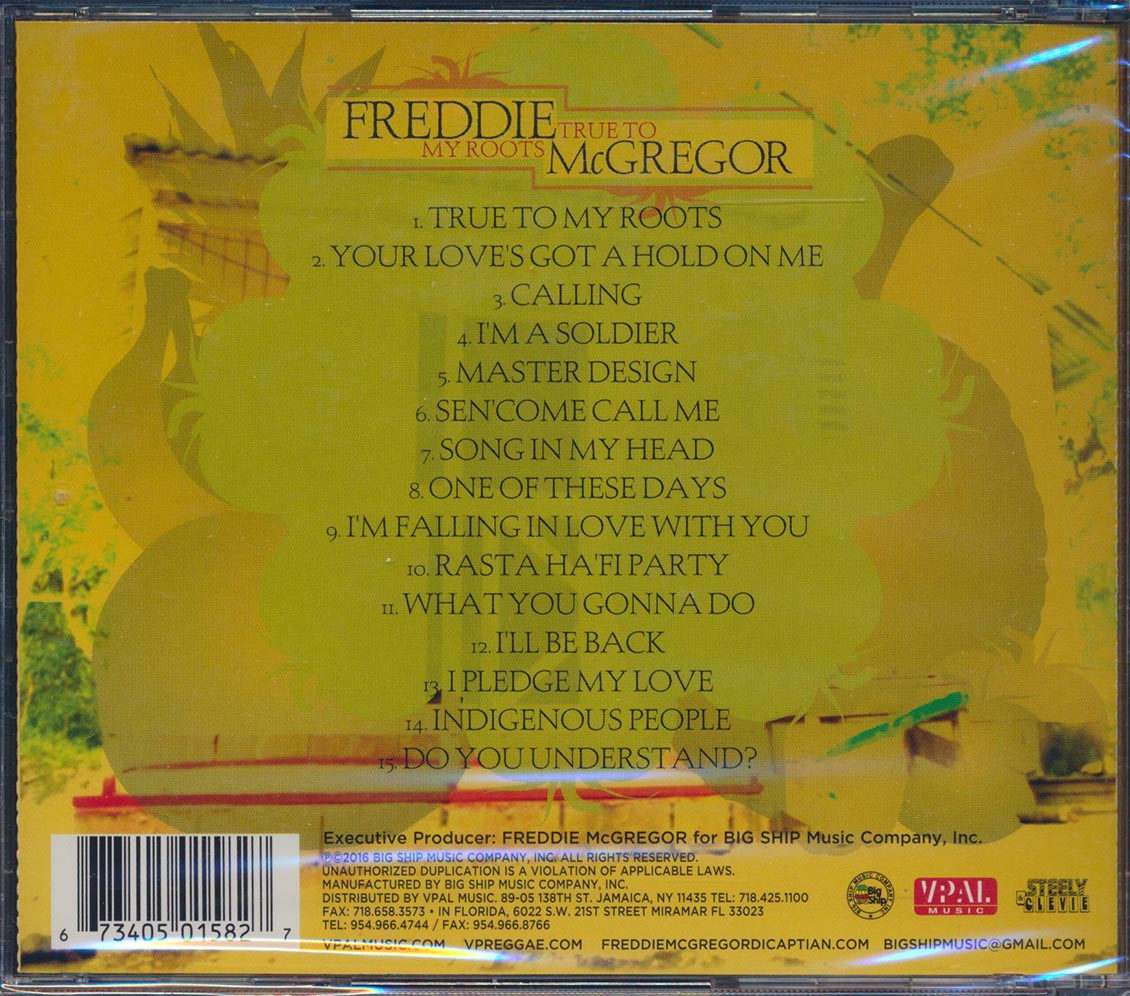 FREDDIE TRUE TO
MY ROOTS McGREGOR
1. TRUE TO MY ROOTS
2. YOUR LOVE'S GOT A HOLD ON ME
3. CALLING
4. I'M A SOLDIER
5. MASTER DESIGN
6. SEN'COME CALL ME
7. SONG IN MY HEAD
8. ONE OF THESE DAYS
9. I'M FALLING IN LOVE WITH YOU
10. RASTA HA'FI PARTY
11. WHAT YOU GONNA DO
12. I'LL BE BACK
13. I PLEDGE MY LOVE
14. INDIGENOUS PEOPLE
15. DO YOU UNDERSTAND?
Executive Producer: FREDDIE McGREGOR for BIG SHIP Music Company, Inc.
℗©2016 BIG SHIP MUSIC COMPANY, INC. ALL RIGHTS RESERVED.
UNAUTHORIZED DUPLICATION IS A VIOLATION OF APPLICABLE LAWS.
MANUFACTURED BY BIG SHIP MUSIC COMPANY, INC.
DISTRIBUTED BY VPAL MUSIC. 89-05 138TH ST. JAMAICA, NY 11435 TEL: 718.425.1100
FAX: 718.658.3573 • IN FLORIDA, 6022 S.W. 21ST STREET MIRAMAR FL 33023
TEL: 954.966.4744 / FAX: 954.966.8766
VPALMUSIC.COM VPREGGAE.COM FREDDIEMCGREGORDICAPTIAN.COM BIGSHIPMUSIC@GMAIL.COM
6 73405 01582 7
BIG SHIP MUSIC COMPANY, INC
Big
Ship
VPAL
MUSIC
STEELY
& CLEVIE